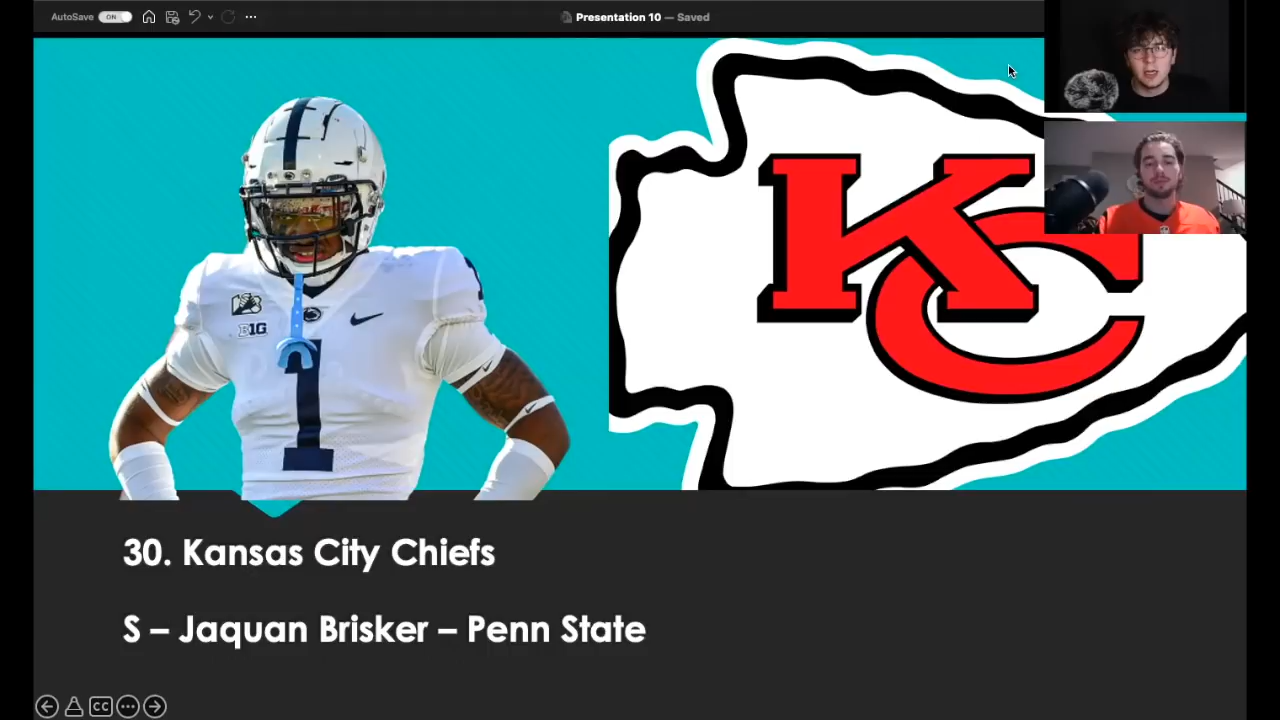 AutoSave ON
Presentation 10 — Saved
KC
B1G
1
30. Kansas City Chiefs
S – Jaquan Brisker – Penn State
CC